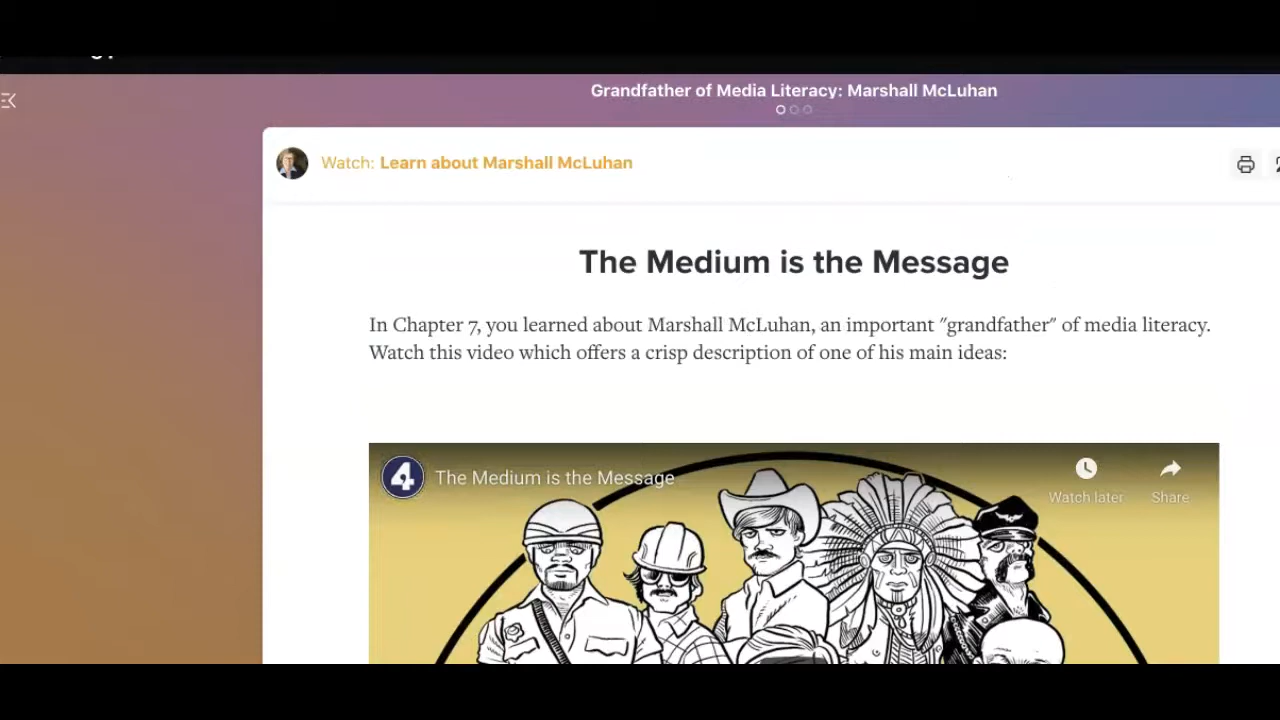 Grandfather of Media Literacy: Marshall McLuhan
Watch: Learn about Marshall McLuhan
The Medium is the Message
In Chapter 7, you learned about Marshall McLuhan, an important "grandfather" of media literacy.
Watch this video which offers a crisp description of one of his main ideas:
4 The Medium is the Message
Watch later
Share